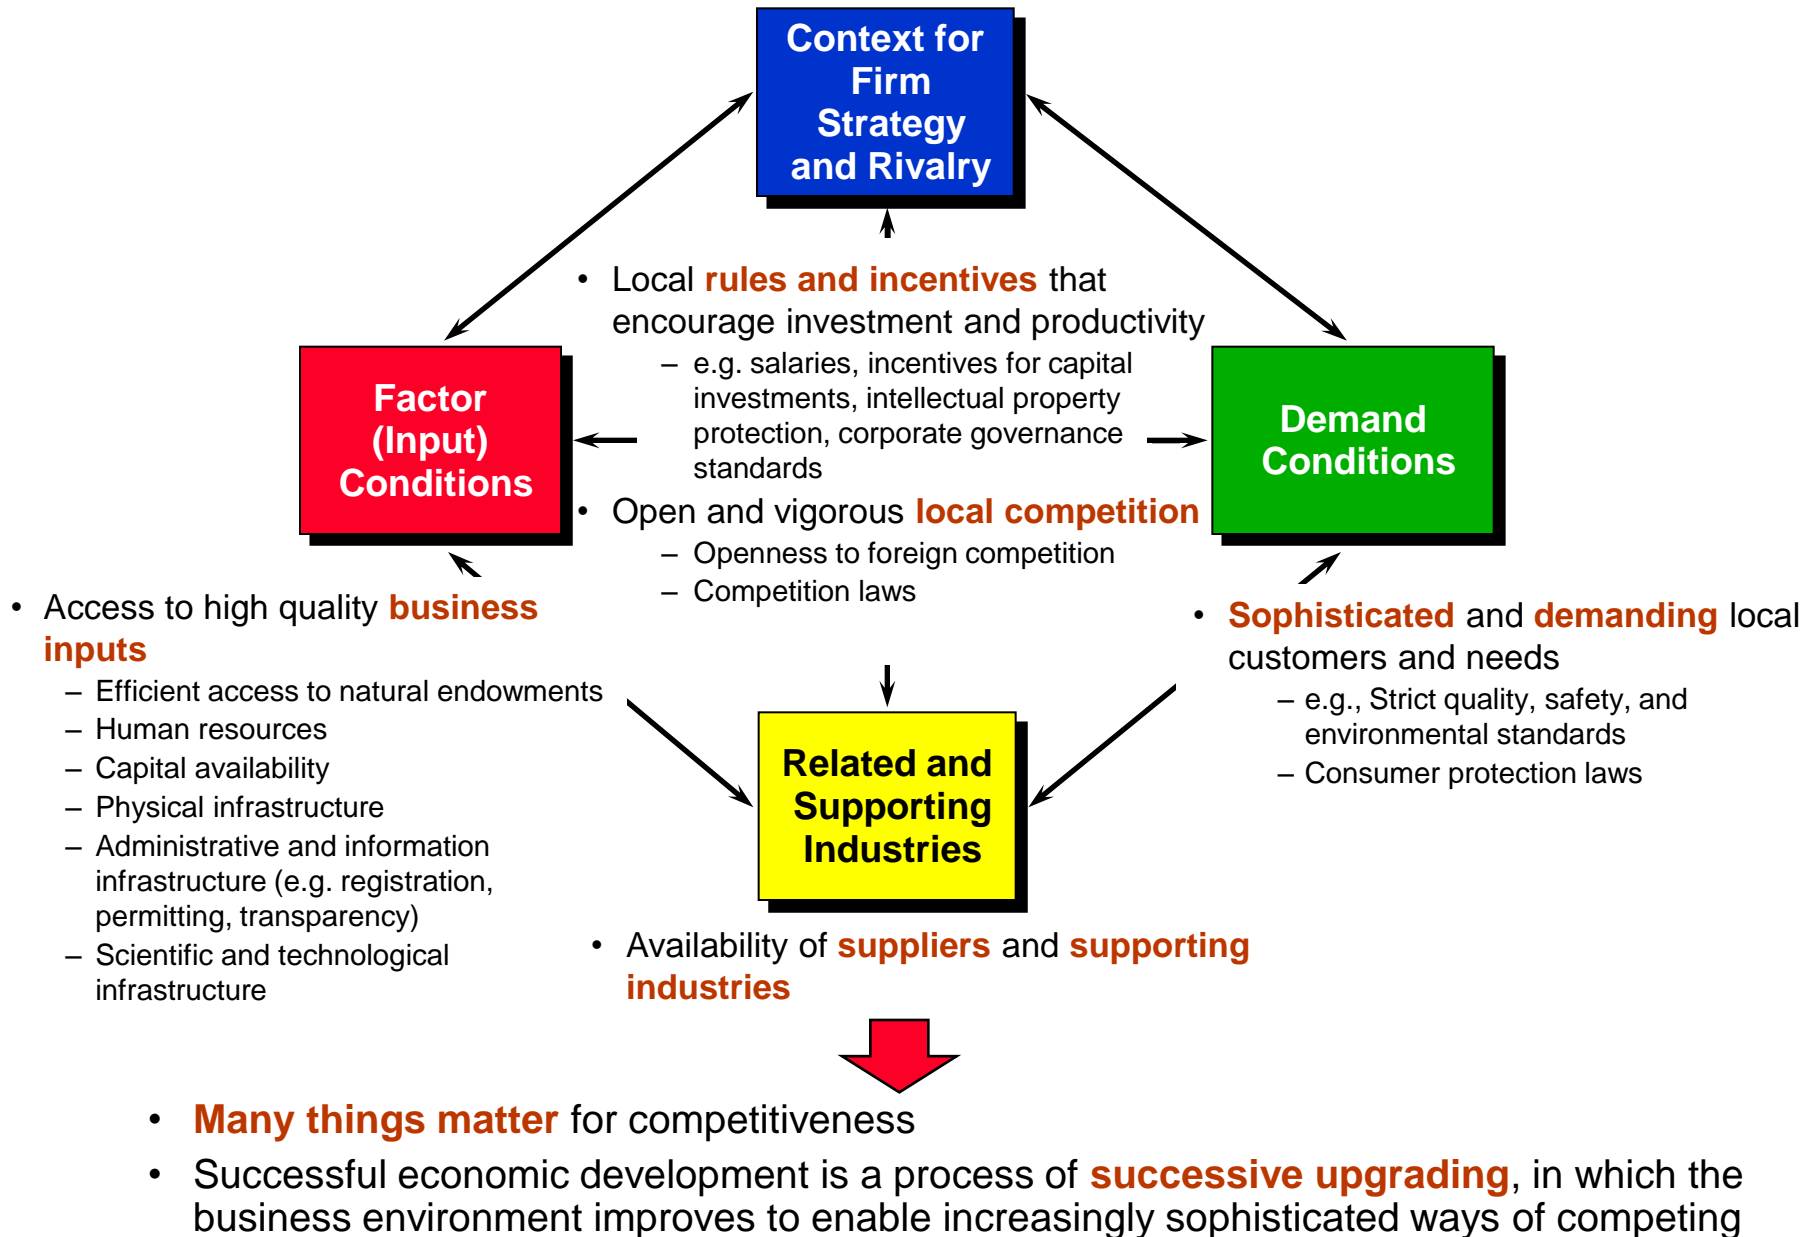 Context for
Firm
Strategy
and Rivalry
• Local rules and incentives that
encourage investment and productivity
– e.g. salaries, incentives for capital
investments, intellectual property
protection, corporate governance
standards
• Open and vigorous local competition
– Openness to foreign competition
– Competition laws
Factor
(Input)
Conditions
Demand
Conditions
• Access to high quality business
inputs
– Efficient access to natural endowments
– Human resources
– Capital availability
– Physical infrastructure
– Administrative and information
infrastructure (e.g. registration,
permitting, transparency)
– Scientific and technological
infrastructure
• Sophisticated and demanding local
customers and needs
– e.g., Strict quality, safety, and
environmental standards
– Consumer protection laws
Related and
Supporting
Industries
• Availability of suppliers and supporting
industries
• Many things matter for competitiveness
• Successful economic development is a process of successive upgrading, in which the
business environment improves to enable increasingly sophisticated ways of competing